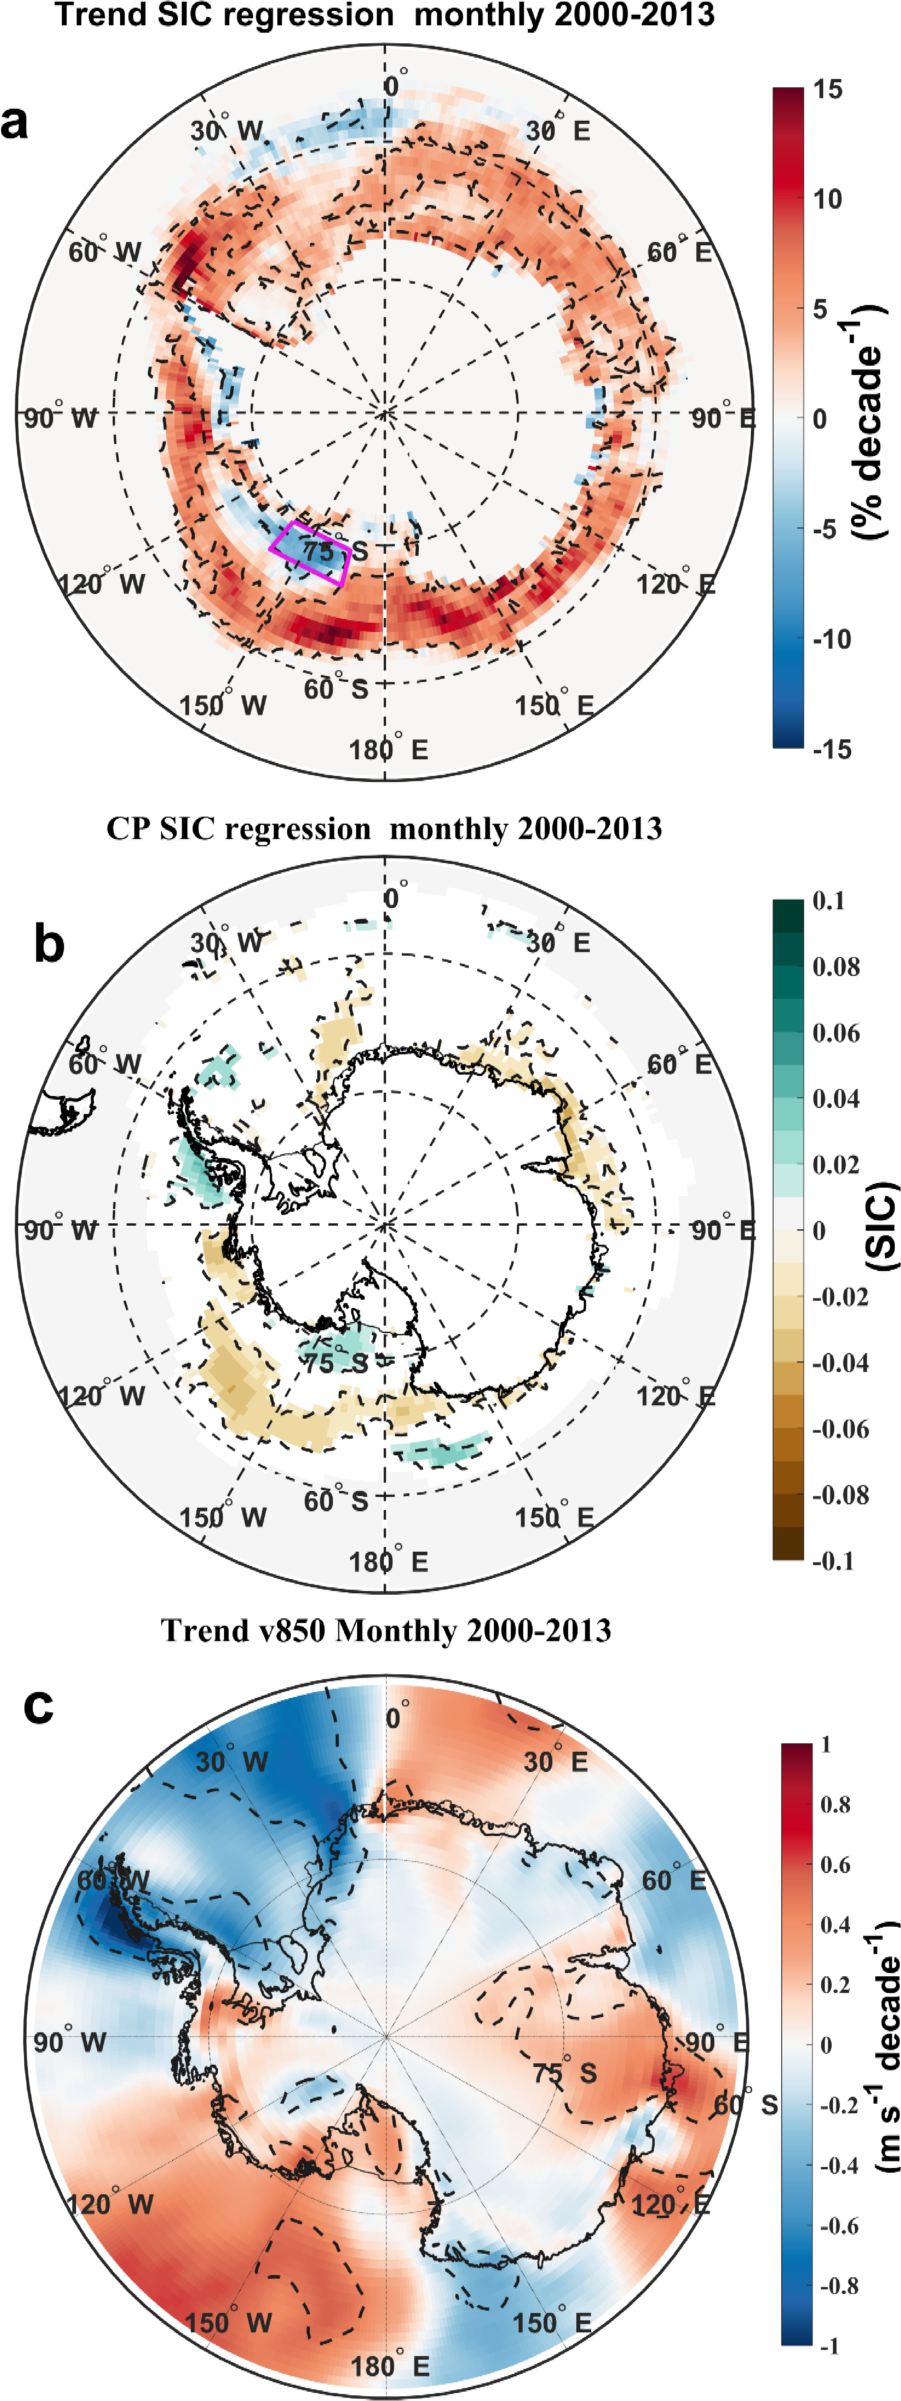 Trend SIC regression monthly 2000-2013
a
0°
30° W
30° E
60° W
60° E
90° W
90° E
75° S
120° W
120° E
60° S
150° W
150° E
180° E
15
10
5
0
-5
-10
-15
(% decade-1)
CP SIC regression monthly 2000-2013
b
0°
30° W
30° E
60° W
60° E
90° W
90° E
75° S
120° W
120° E
60° S
150° W
150° E
180° E
0.1
0.08
0.06
0.04
0.02
0
-0.02
-0.04
-0.06
-0.08
-0.1
(SIC)
Trend v850 Monthly 2000-2013
c
0°
30° W
30° E
60° W
60° E
90° W
90° E
75° S
60° S
120° W
120° E
150° W
150° E
180° E
1
0.8
0.6
0.4
0.2
0
-0.2
-0.4
-0.6
-0.8
-1
(m s-1 decade-1)